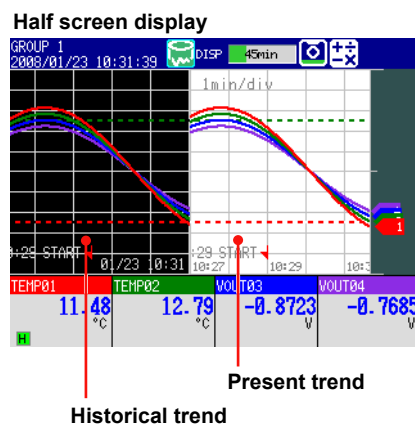 Half screen display
GROUP 1
2008/01/23 10:31:39
DISP 45min
1min/div
1
:29 START
:29 START
01/23 10:31
10:27 10:29 10:3
TEMP01 TEMP02 VOUT03 VOUT04
11.48 12.79 -0.8723 -0.7685
°C °C V V
H
Present trend
Historical trend